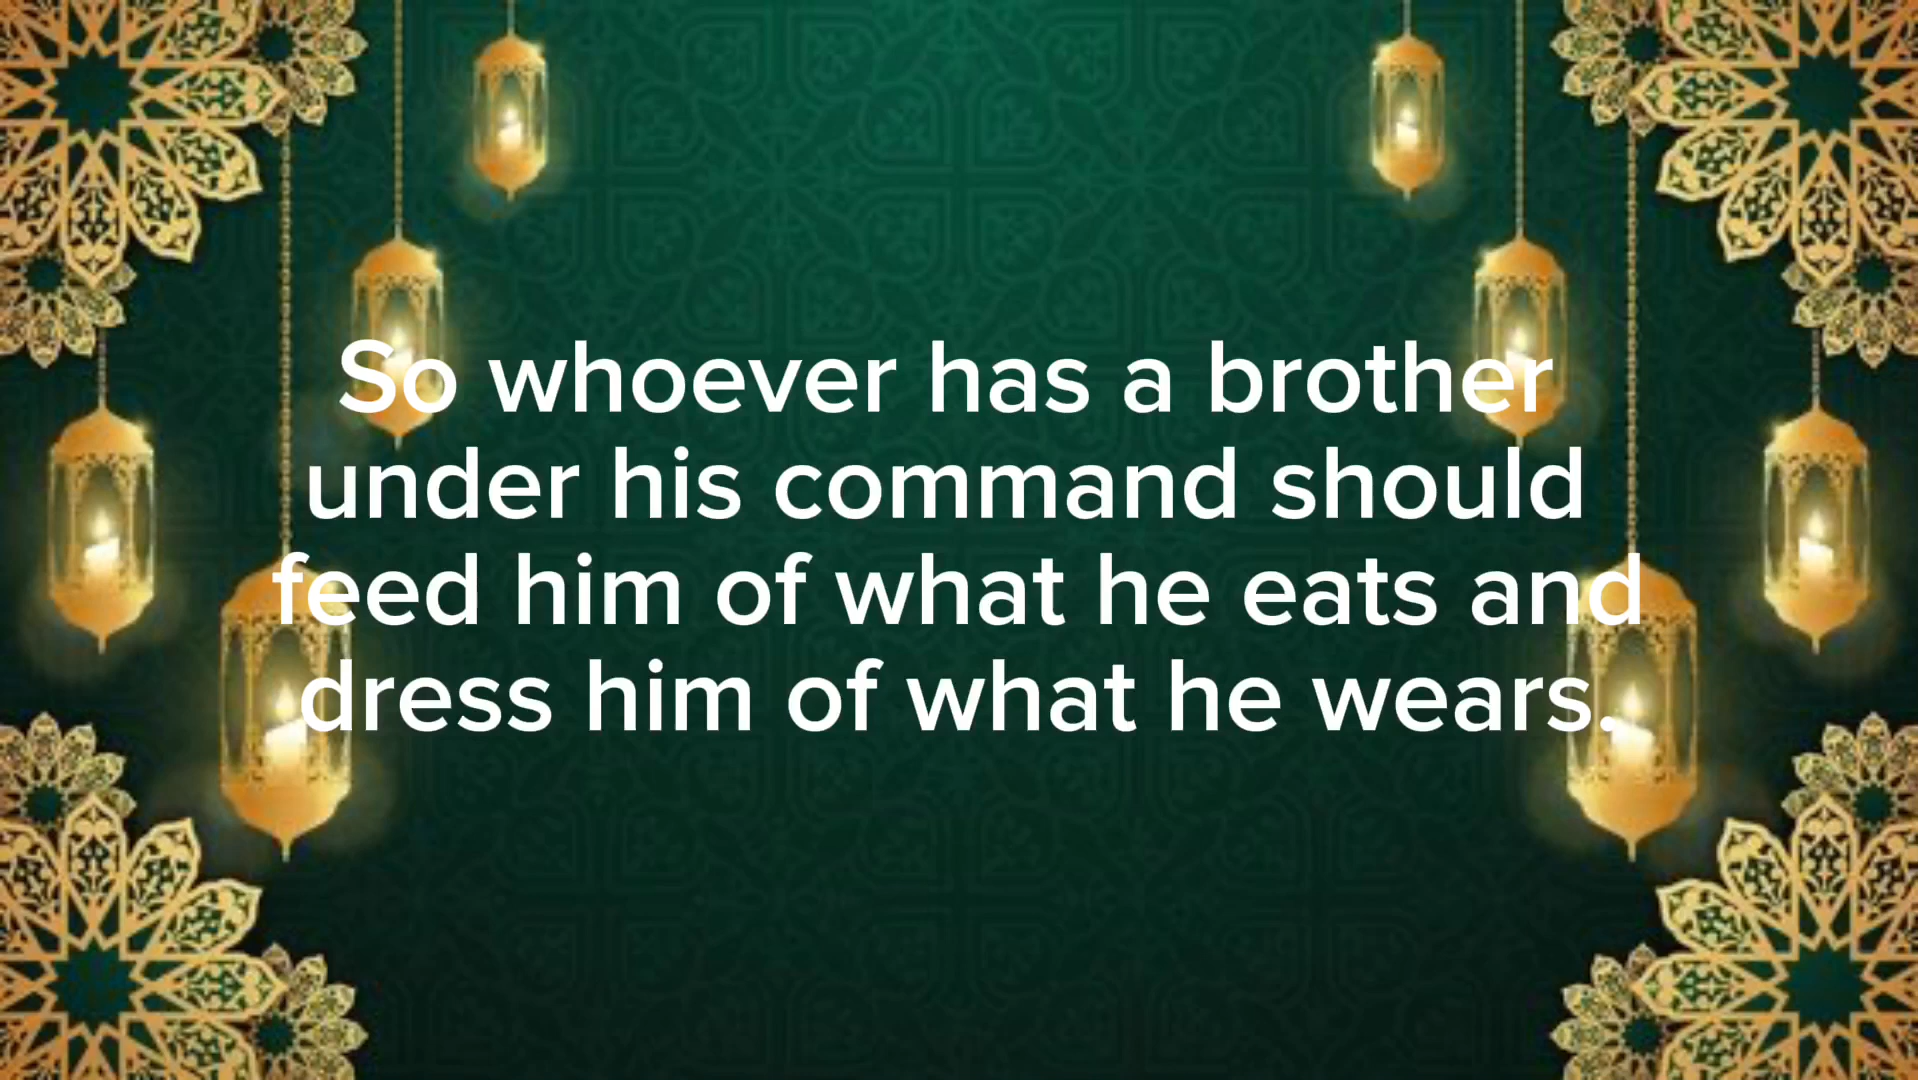 So whoever has a brother
under his command should
feed him of what he eats and
dress him of what he wears.